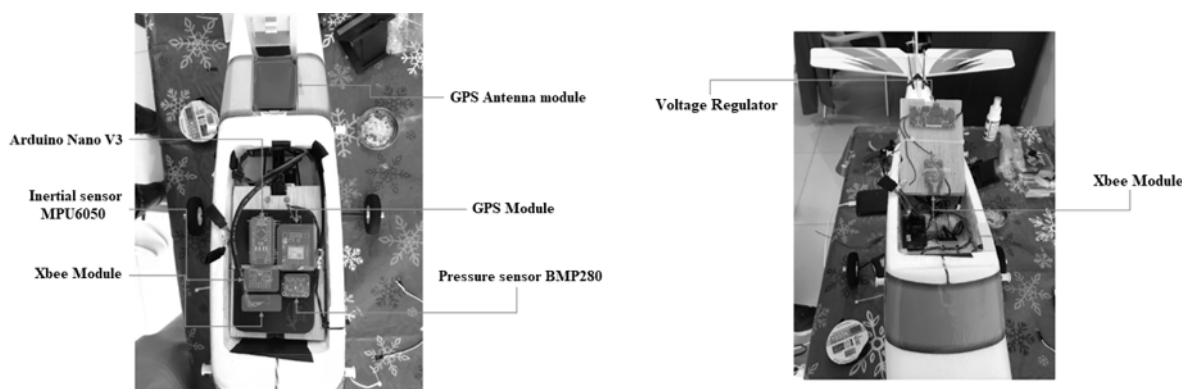 GPS Antenna module
Arduino Nano V3
Inertial sensor
MPU6050
GPS Module
Xbee Module
Pressure sensor BMP280
Voltage Regulator
Xbee Module